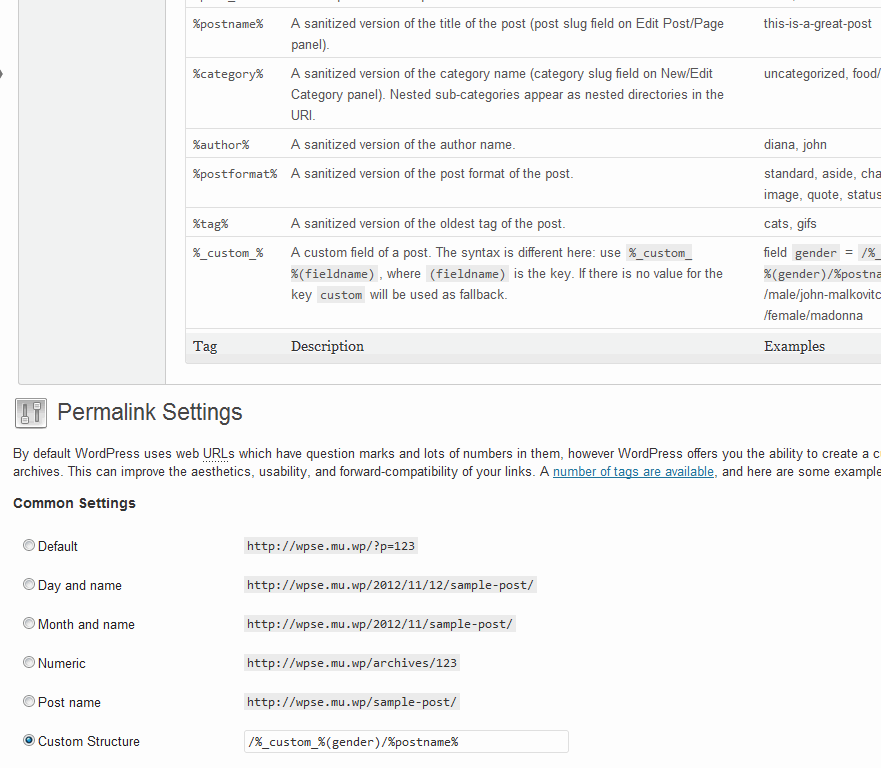 %postname% A sanitized version of the title of the post (post slug field on Edit Post/Page this-is-a-great-post
panel).
%category% A sanitized version of the category name (category slug field on New/Edit uncategorized, food/
Category panel). Nested sub-categories appear as nested directories in the
URI.
%author% A sanitized version of the author name. diana, john
%postformat% A sanitized version of the post format of the post. standard, aside, cha
image, quote, status
%tag% A sanitized version of the oldest tag of the post. cats, gifs
%_custom_% A custom field of a post. The syntax is different here: use %_custom_ field gender = /%_
%(fieldname), where (fieldname) is the key. If there is no value for the %(gender)/%postna
key custom will be used as fallback. /male/john-malkovitc
/female/madonna
Tag Description Examples
Permalink Settings
By default WordPress uses web URLs which have question marks and lots of numbers in them, however WordPress offers you the ability to create a c
archives. This can improve the aesthetics, usability, and forward-compatibility of your links. A number of tags are available, and here are some example
Common Settings
Default http://wpse.mu.wp/?p=123
Day and name http://wpse.mu.wp/2012/11/12/sample-post/
Month and name http://wpse.mu.wp/2012/11/sample-post/
Numeric http://wpse.mu.wp/archives/123
Post name http://wpse.mu.wp/sample-post/
Custom Structure /%_custom_%(gender)/%postname%